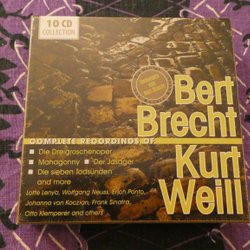 10 CD
COLLECTION
Bert
Brecht
COMPLETE RECORDINGS OF:
Kurt
Weill
Die Dreigroschenoper
Mahagonny ■ Der Jasager
Die sieben Todsünden
and more
Lotte Lenya, Wolfgang Neuss, Erich Ponto,
Johanna von Koczian, Frank Sinatra,
Otto Klemperer and others